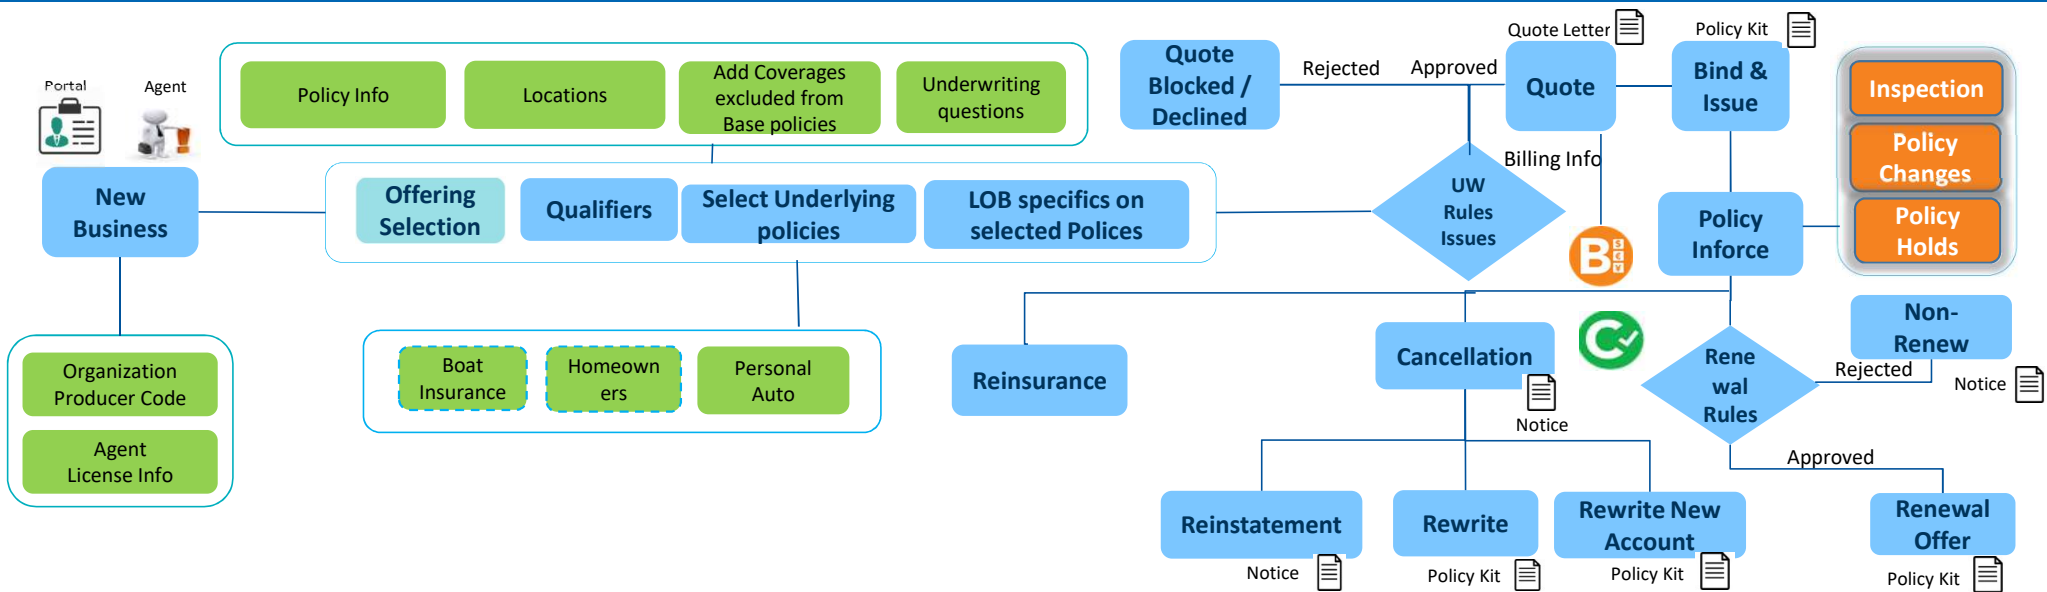 Portal
Agent
New
Business
Organization
Producer Code
Agent
License Info
Policy Info
Locations
Add Coverages
excluded from
Base policies
Underwriting
questions
Offering
Selection
Qualifiers
Select Underlying
policies
LOB specifics on
selected Polices
Boat
Insurance
Homeown
ers
Personal
Auto
Quote
Blocked /
Declined
Rejected
Approved
UW
Rules
Issues
Quote Letter
Quote
Billing Info
B
Policy Kit
Bind &
Issue
Policy
Inforce
Inspection
Policy
Changes
Policy
Holds
Reinsurance
Cancellation
Notice
C
Rene
wal
Rules
Rejected
Non-
Renew
Notice
Approved
Reinstatement
Notice
Rewrite
Policy Kit
Rewrite New
Account
Policy Kit
Renewal
Offer
Policy Kit